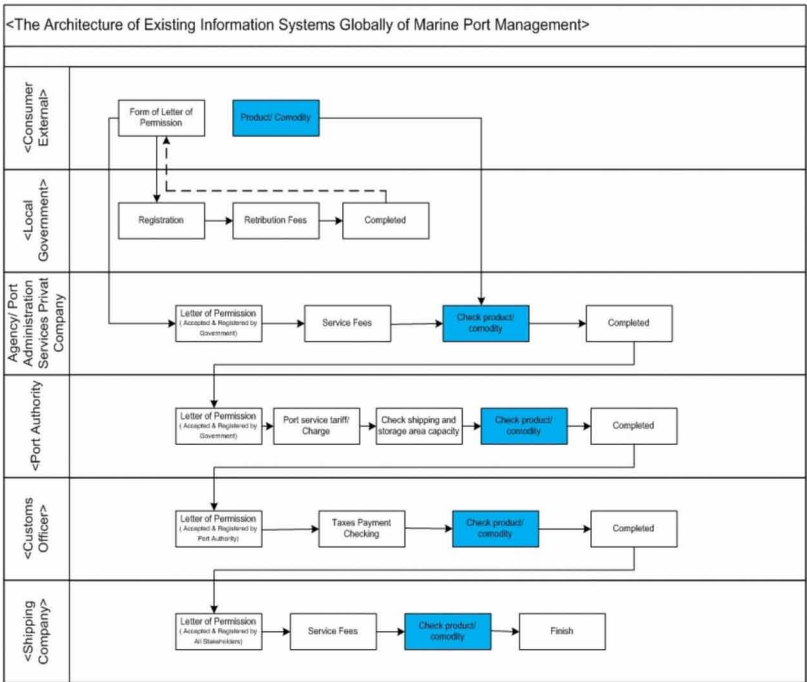 <The Architecture of Existing Information Systems Globally of Marine Port Management>
<Consumer
External>
Form of Letter of
Permission
Product/ Comodity
<Local
Government>
Registration
Retribution Fees
Completed
Agency/ Port
Administration
Services Privat
Company
Letter of Permission
( Accepted & Registered by
Government)
Service Fees
Check product/
comodity
Completed
<Port Authority
Letter of Permission
( Accepted & Registered by
Government)
Port service tariff/
Charge
Check shipping and
storage area capacity
Check product/
comodity
Completed
<Customs
Officer>
Letter of Permission
( Accepted & Registered by
Port Authority)
Taxes Payment
Checking
Check product/
comodity
Completed
<Shipping
Company>
Letter of Permission
( Accepted & Registered by
All Stakeholders)
Service Fees
Check product/
comodity
Finish